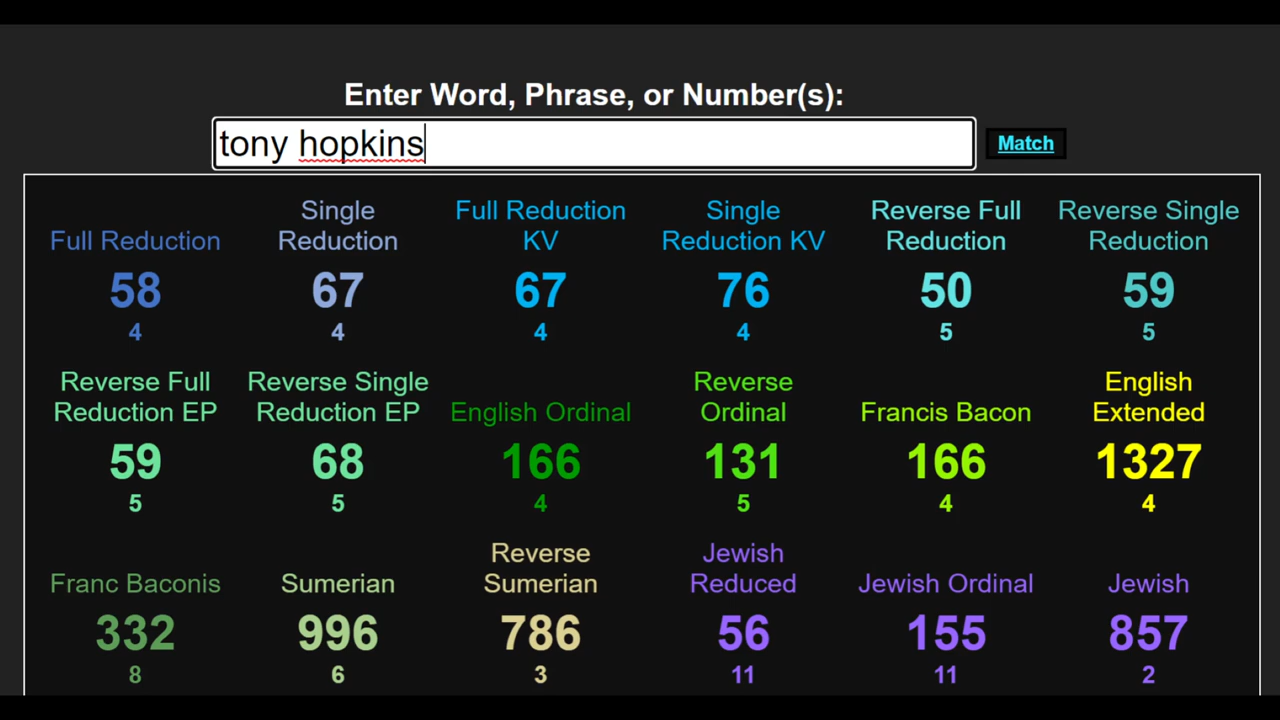 Enter Word, Phrase, or Number(s):
tony hopkins
Match
Full Reduction
58
4
Single
Reduction
67
4
Full Reduction
KV
67
4
Single
Reduction KV
76
4
Reverse Full
Reduction
50
5
Reverse Single
Reduction
59
5
Reverse Full
Reduction EP
59
5
Reverse Single
Reduction EP
68
5
English Ordinal
166
4
Reverse
Ordinal
131
5
Francis Bacon
166
4
English
Extended
1327
4
Franc Baconis
332
8
Sumerian
996
6
Reverse
Sumerian
786
3
Jewish
Reduced
56
11
Jewish Ordinal
155
11
Jewish
857
2